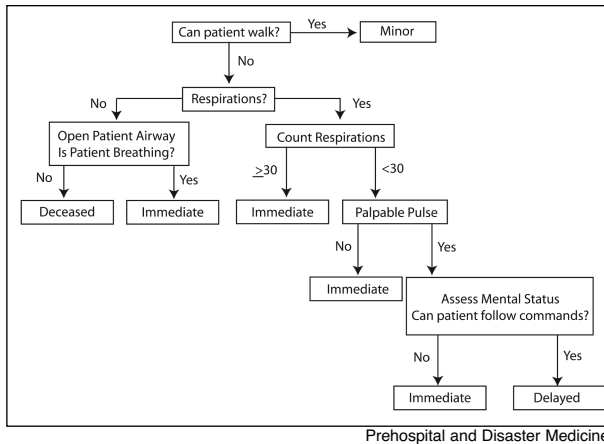 Can patient walk?
Yes
Minor
No
Respirations?
No
Yes
Open Patient Airway
Is Patient Breathing?
Count Respirations
No
Yes
≥30
<30
Deceased
Immediate
Immediate
Palpable Pulse
No
Yes
Immediate
Assess Mental Status
Can patient follow commands?
No
Yes
Immediate
Delayed
Prehospital and Disaster Medicine